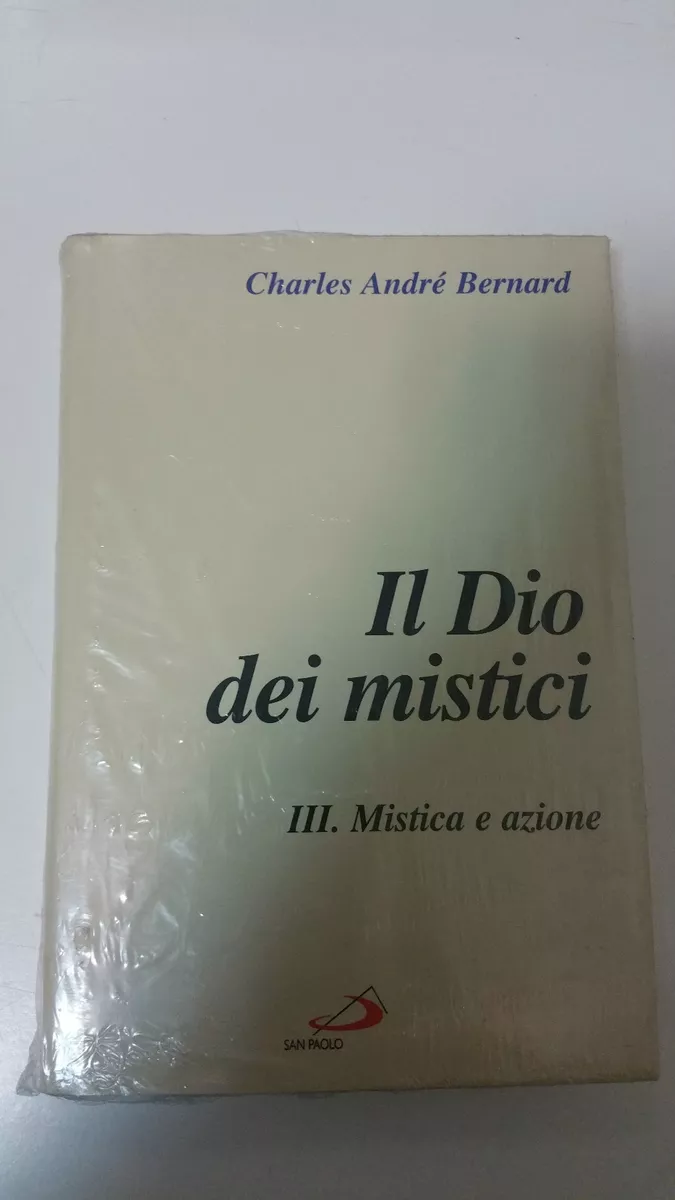 Charles André Bernard
Il Dio
dei mistici
III. Mistica e azione
SAN PAOLO